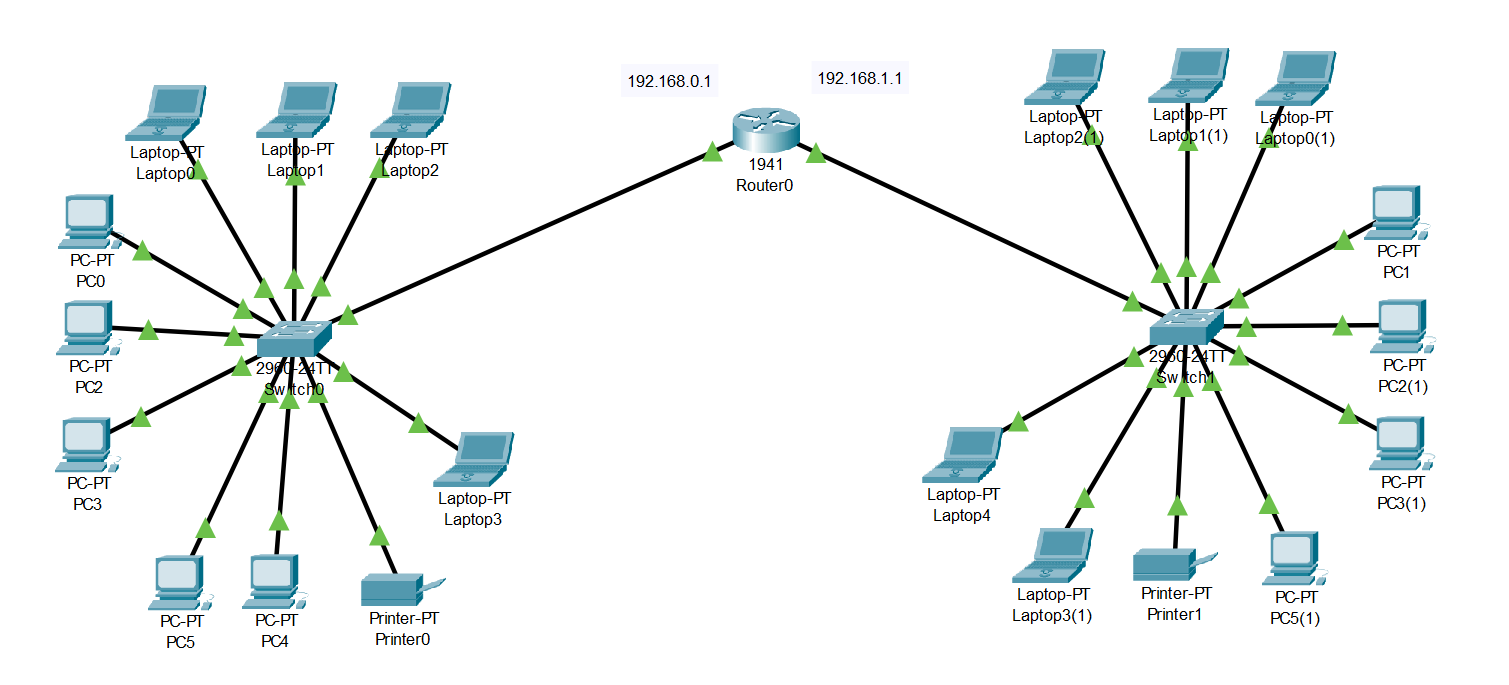 192.168.0.1
192.168.1.1
1941
Router0
Laptop-PT
Laptop0
Laptop-PT
Laptop1
Laptop-PT
Laptop2
PC-PT
PC0
PC-PT
PC2
PC-PT
PC3
2960-24TT
Switch0
Laptop-PT
Laptop3
PC-PT
PC5
PC-PT
PC4
Printer-PT
Printer0
Laptop-PT
Laptop2(1)
Laptop-PT
Laptop1(1)
Laptop-PT
Laptop0(1)
PC-PT
PC1
PC-PT
PC2(1)
PC-PT
PC3(1)
2960-24TT
Switch1
Laptop-PT
Laptop4
Laptop-PT
Laptop3(1)
Printer-PT
Printer1
PC-PT
PC5(1)